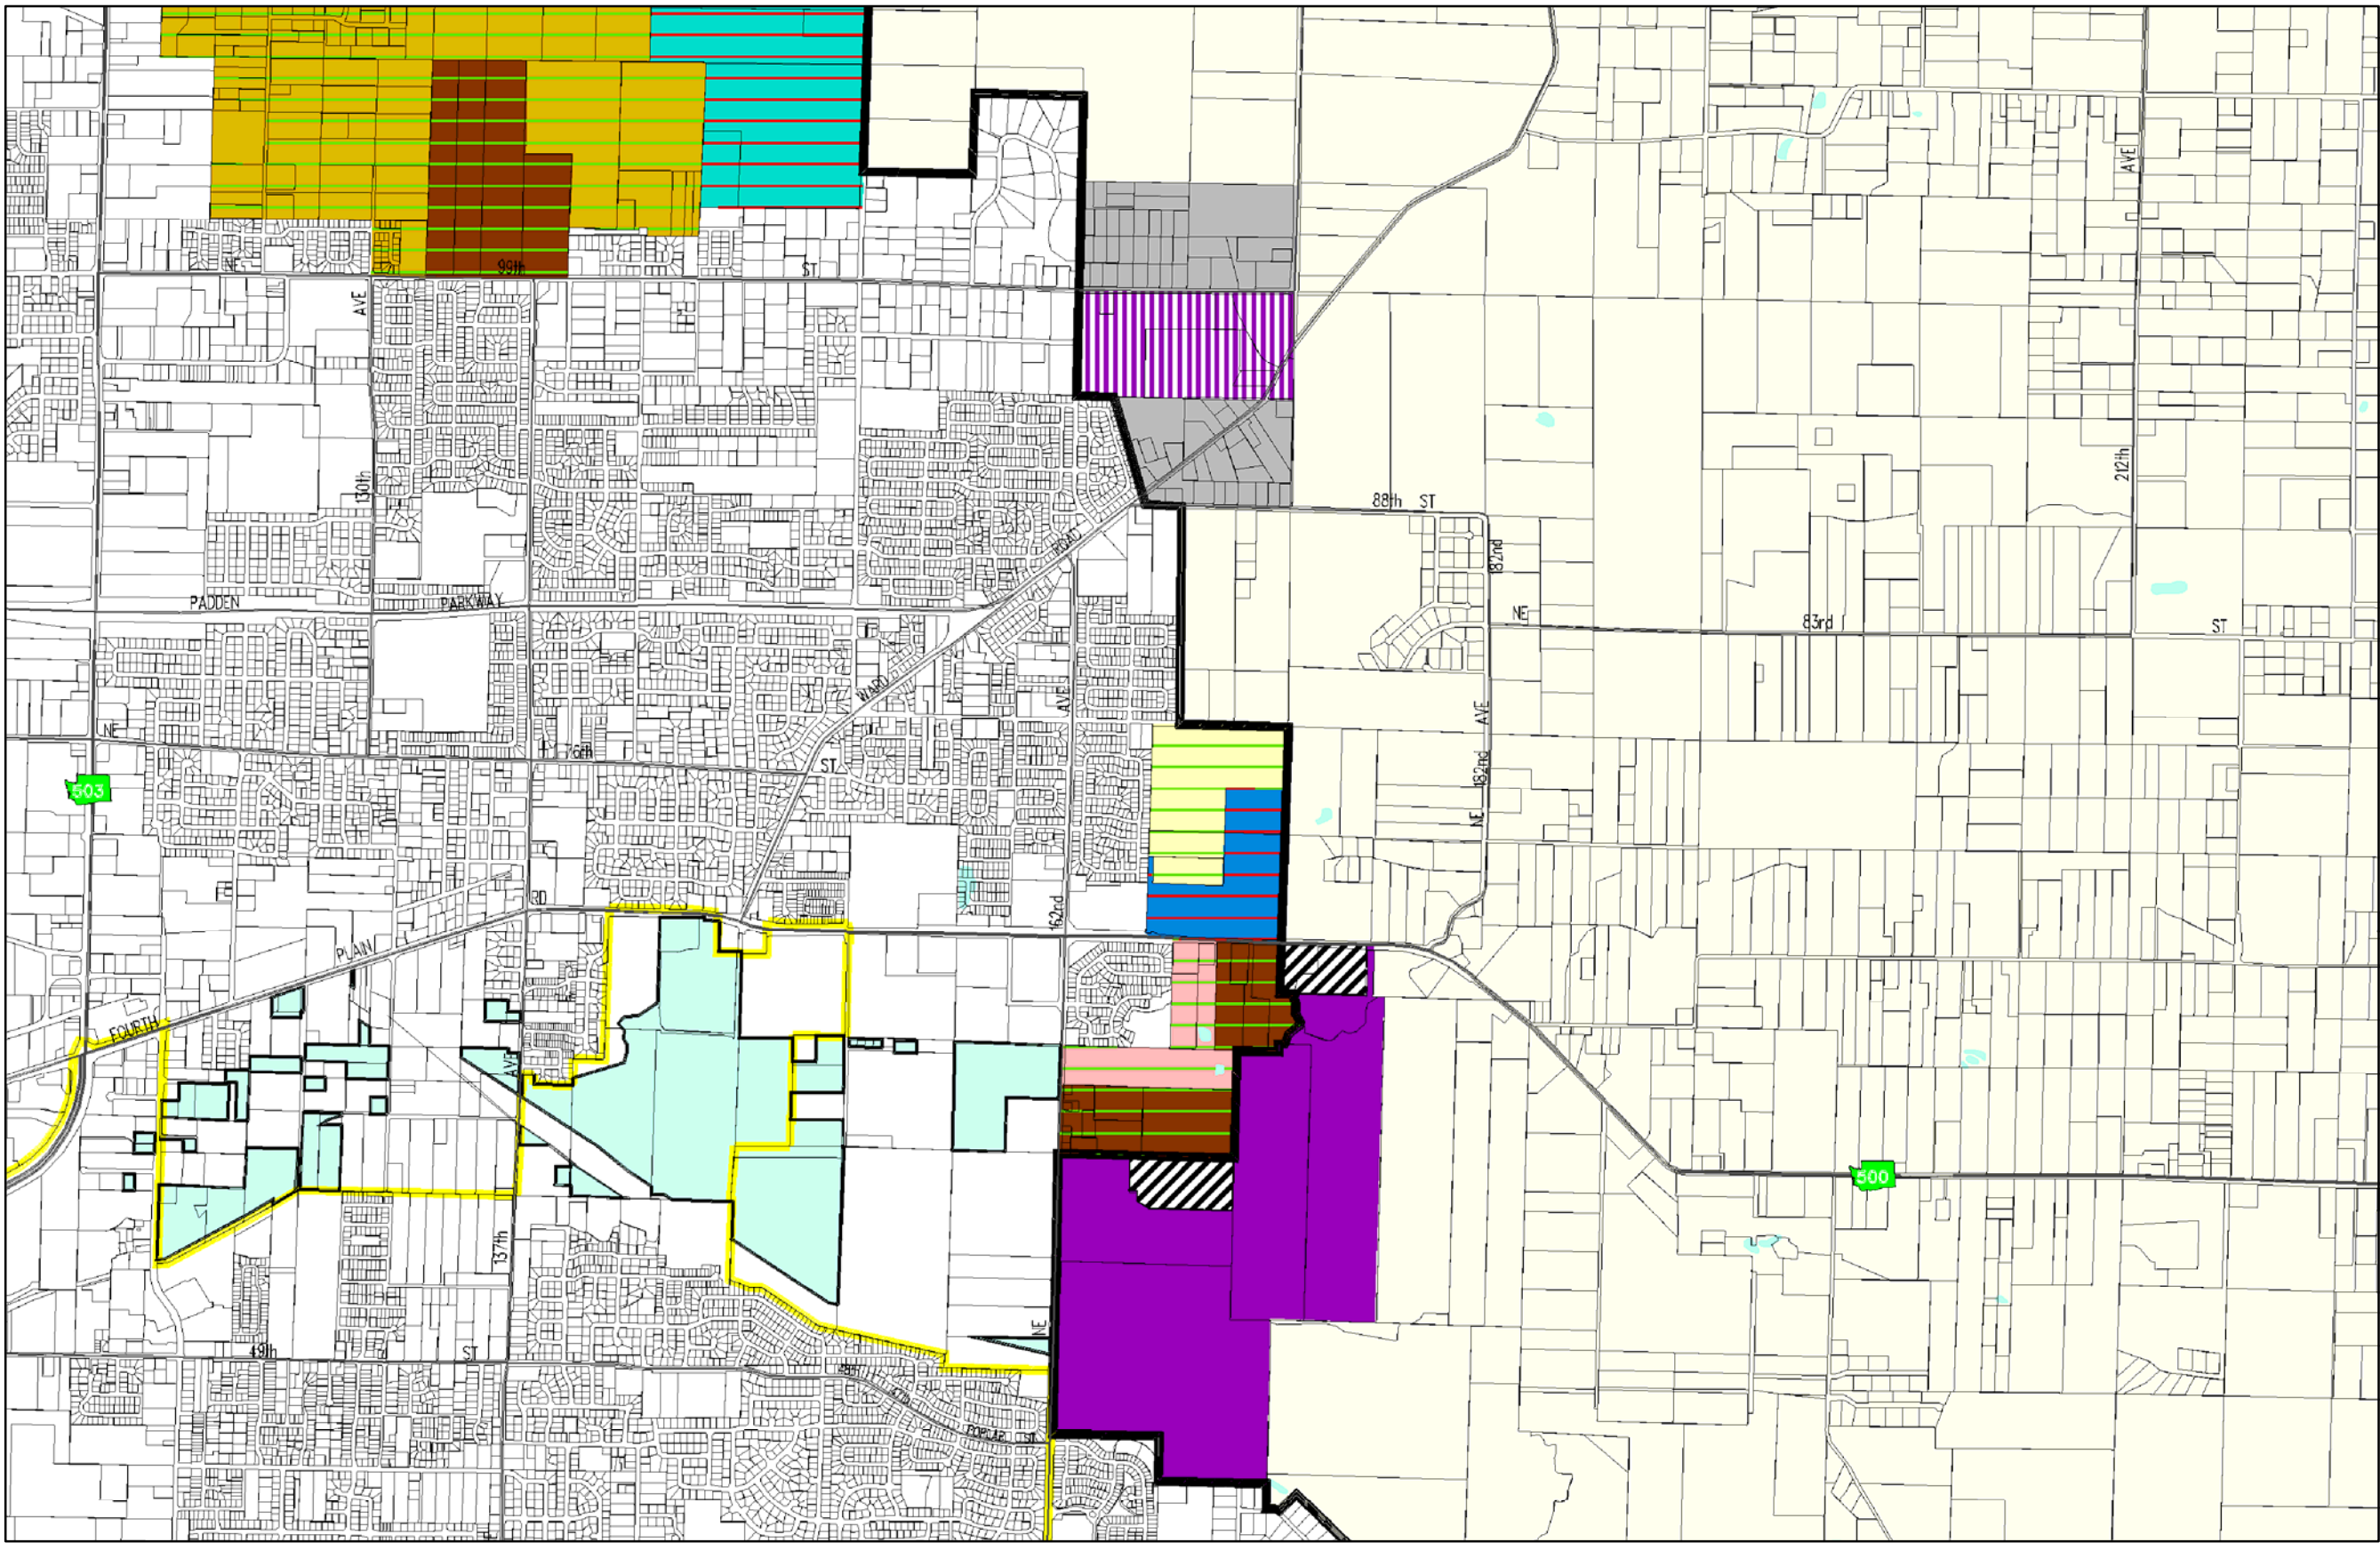 AVE
NE 99th ST
AVE
212th
130th
88th ST
182nd
ROAD
PADDEN PARKWAY
NE 83rd ST
WARD
AVE
NE
76th
ST
182nd AVE
503
NE
RD
162nd
PLAIN
FOURTH
AVE
500
137th
NE
49th ST
POPLAR ST